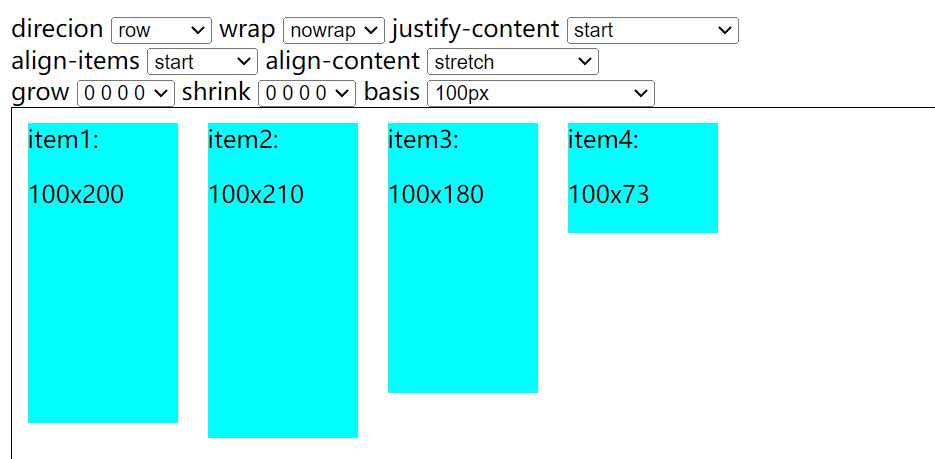 direcion row wrap nowrap justify-content start
align-items start align-content stretch
grow 0 0 0 0 shrink 0 0 0 0 basis 100px
item1: item2: item3: item4:
100x200 100x210 100x180 100x73